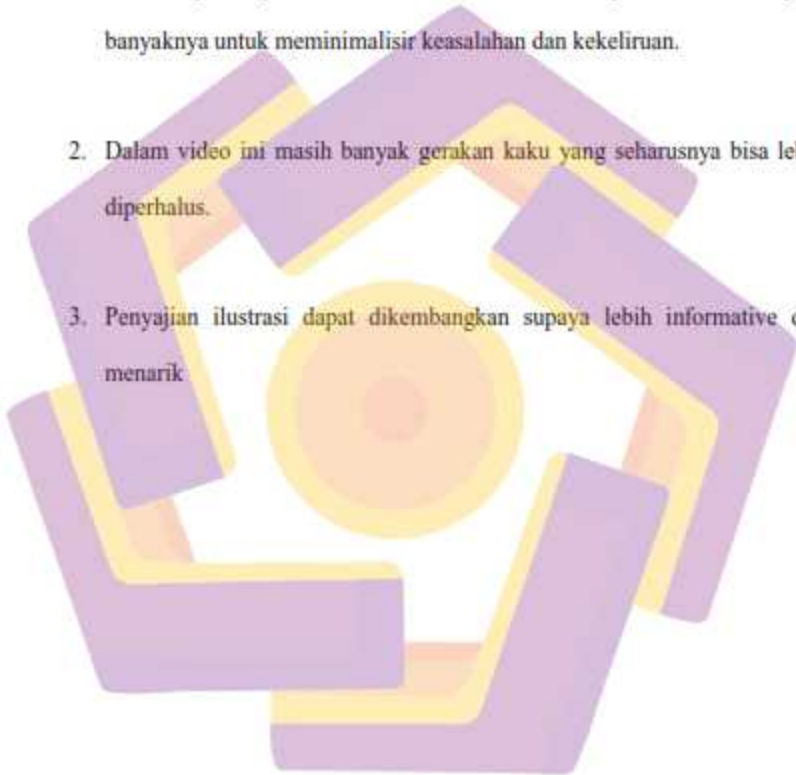 banyaknya untuk meminimalisir keasalahan dan kekeliruan.
2. Dalam video ini masih banyak gerakan kaku yang seharusnya bisa
diperhalus.
3. Penyajian ilustrasi dapat dikembangkan supaya lebih informative
menarik